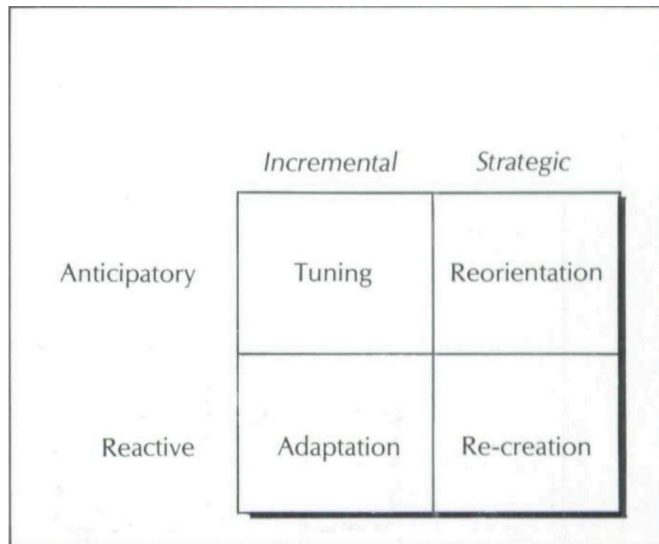 Incremental Strategic
Anticipatory Tuning Reorientation
Reactive Adaptation Re-creation